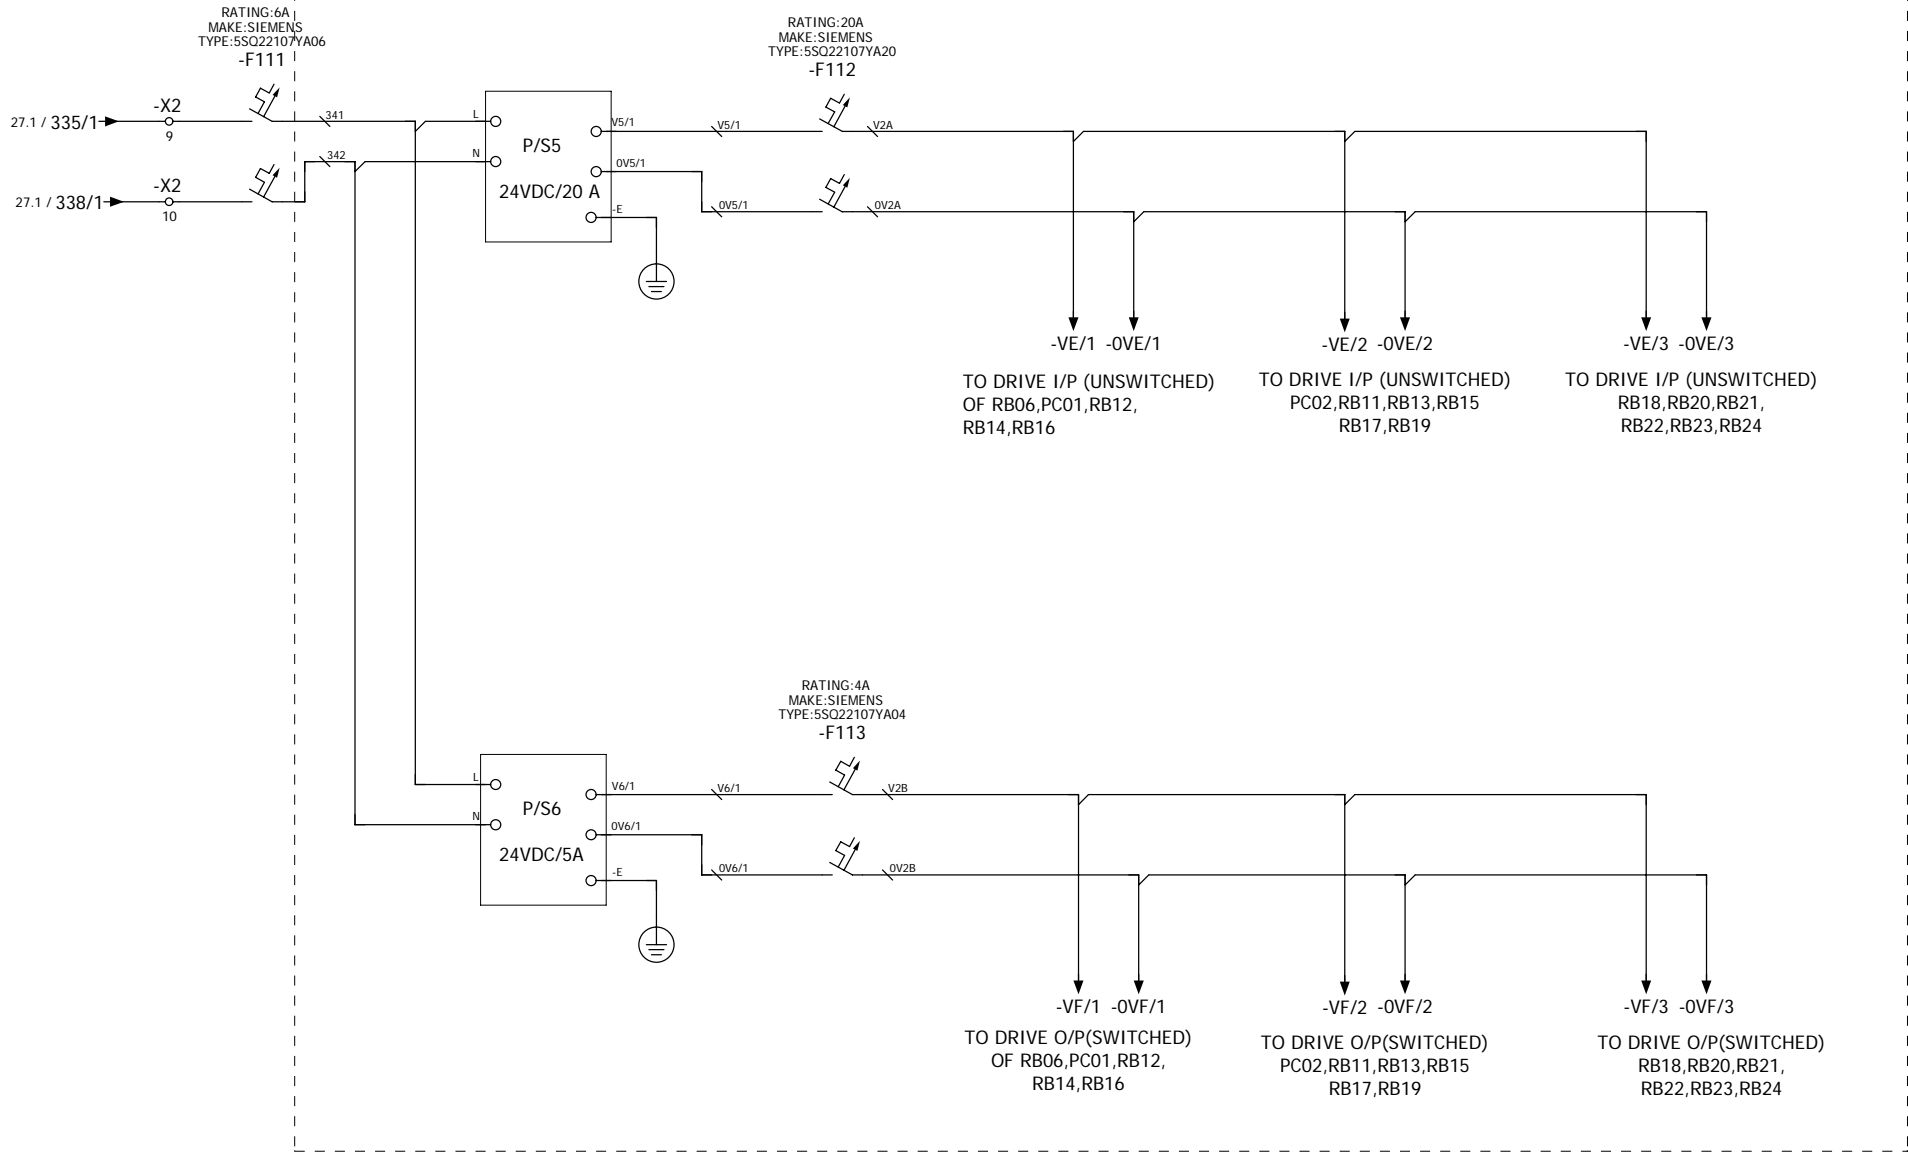 RATING:6A
MAKE:SIEMENS
TYPE:5SQ22107YA06
-F111
RATING:20A
MAKE:SIEMENS
TYPE:5SQ22107YA20
-F112
27.1 / 335/1
-X2
9
341
L
P/S5
V5/1
V5/1
V2A
27.1 / 338/1
-X2
10
342
N
24VDC/20 A
0V5/1
0V5/1
0V2A
-E
-VE/1 -0VE/1
TO DRIVE I/P (UNSWITCHED)
OF RB06,PC01,RB12,
RB14,RB16
-VE/2 -0VE/2
TO DRIVE I/P (UNSWITCHED)
PC02,RB11,RB13,RB15
RB17,RB19
-VE/3 -0VE/3
TO DRIVE I/P (UNSWITCHED)
RB18,RB20,RB21,
RB22,RB23,RB24
RATING:4A
MAKE:SIEMENS
TYPE:5SQ22107YA04
-F113
L
P/S6
V6/1
V6/1
V2B
N
24VDC/5A
0V6/1
0V6/1
0V2B
-E
-VF/1 -0VF/1
TO DRIVE O/P(SWITCHED)
OF RB06,PC01,RB12,
RB14,RB16
-VF/2 -0VF/2
TO DRIVE O/P(SWITCHED)
PC02,RB11,RB13,RB15
RB17,RB19
-VF/3 -0VF/3
TO DRIVE O/P(SWITCHED)
RB18,RB20,RB21,
RB22,RB23,RB24